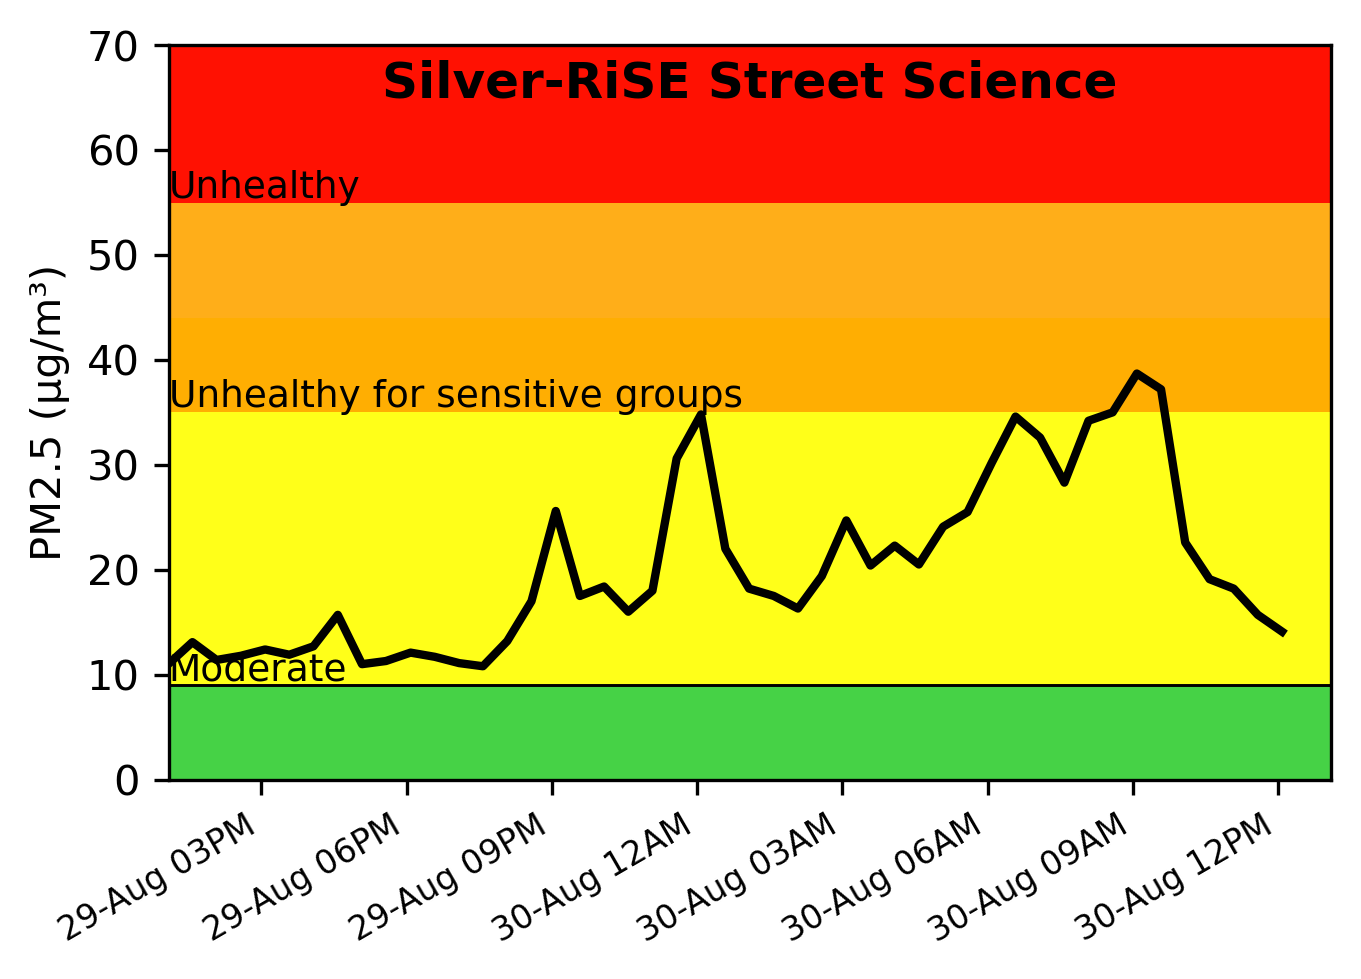 Silver-RiSE Street Science
70
60
50
40
30
20
10
0
PM2.5 (µg/m³)
Unhealthy
Unhealthy for sensitive groups
Moderate
29-Aug 03PM
29-Aug 06PM
29-Aug 09PM
30-Aug 12AM
30-Aug 03AM
30-Aug 06AM
30-Aug 09AM
30-Aug 12PM